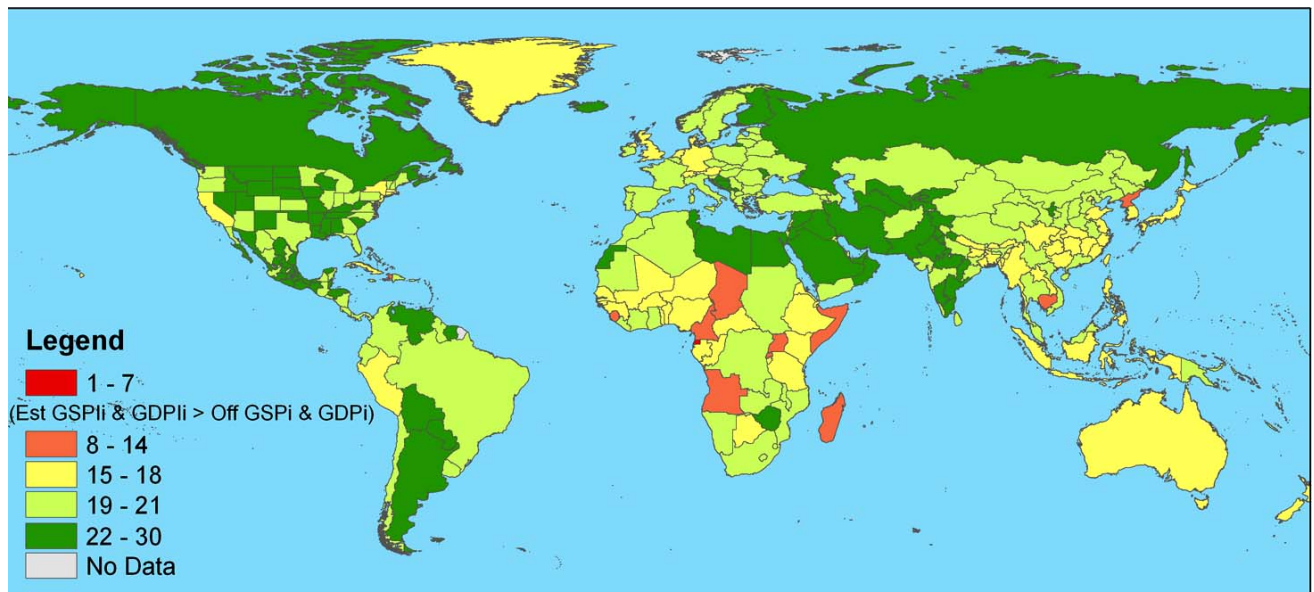 Legend
1 - 7
(Est GSPIi & GDPIi > Off GSPi & GDPi)
8 - 14
15 - 18
19 - 21
22 - 30
No Data